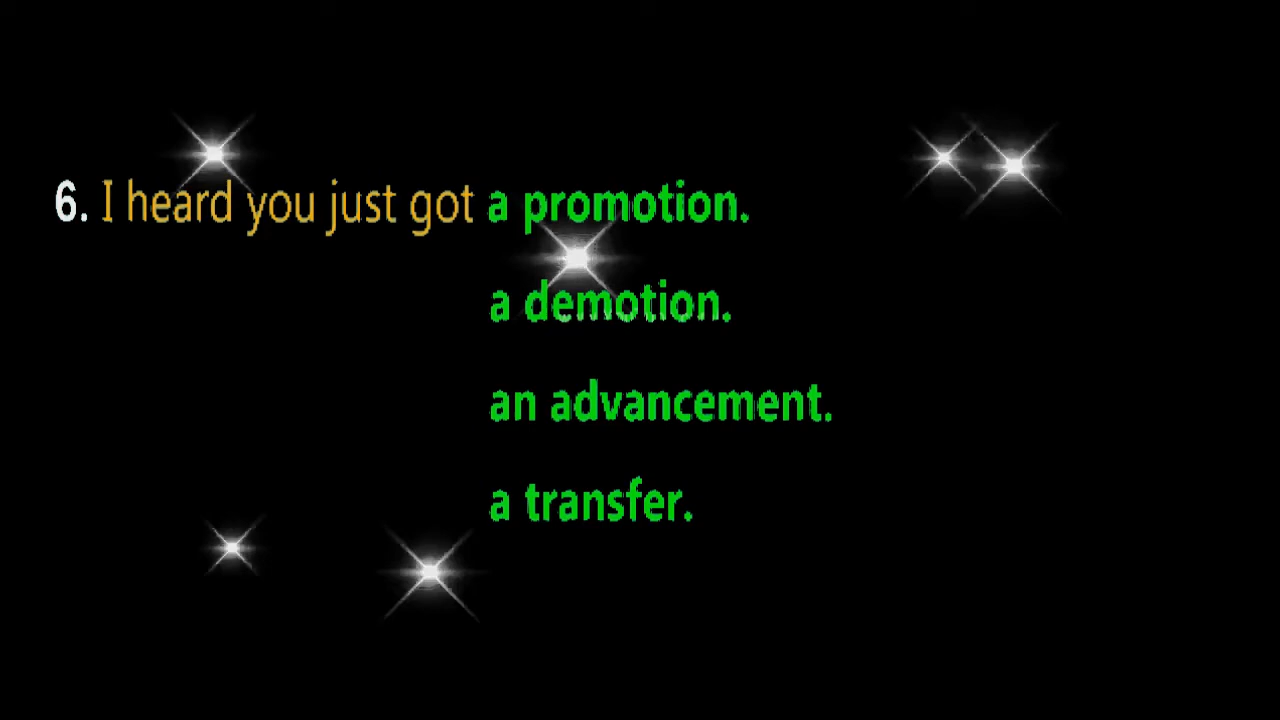 6. I heard you just got a promotion.
a demotion.
an advancement.
a transfer.